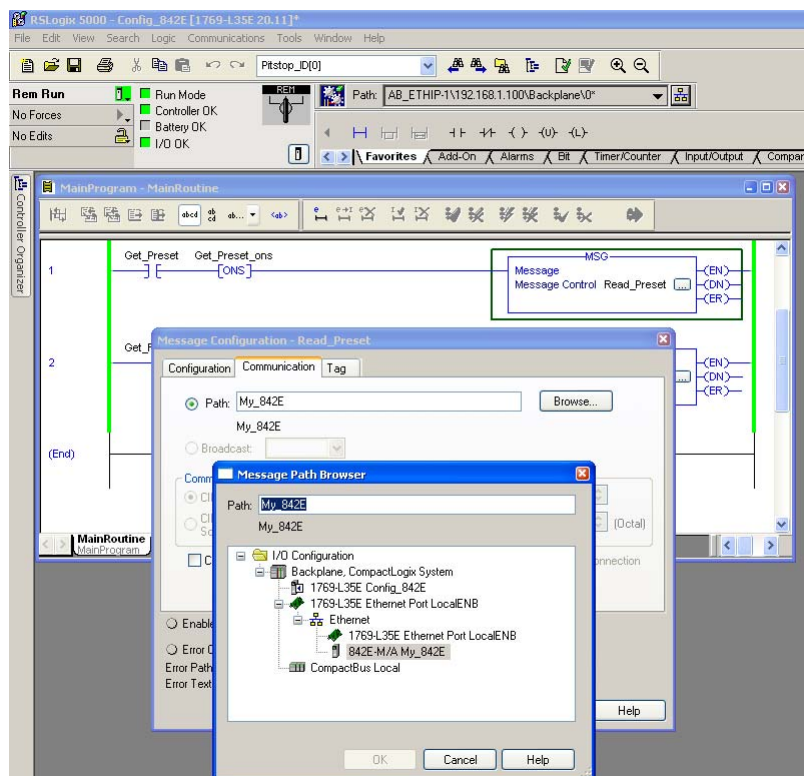 RSLogix 5000 - Config_842E [1769-L35E 20.11]*
File Edit View Search Logic Communications Tools Window Help
Pitstop_ID[0]
Rem Run
Run Mode
REM
Path: AB_ETHIP-1\192.168.1.100\Backplane\0*
No Forces
Controller OK
Battery OK
No Edits
I/O OK
Favorites Add-On Alarms Bit Timer/Counter Input/Output Compar
Controller Organizer
MainProgram - MainRoutine
Get_Preset Get_Preset_ons
MSG
1
ONS
Message
Message Control Read_Preset ...
EN
DN
ER
Message Configuration - Read_Preset
2
Get_P
Configuration Communication Tag
EN
DN
ER
Path: My_842E
Browse...
My_842E
Broadcast:
(End)
Comm
Message Path Browser
CI
Path: My_842E
CI
So
(Octal)
My_842E
MainRoutine
MainProgram
C
onnection
I/O Configuration
Backplane, CompactLogix System
1769-L35E Config_842E
1769-L35E Ethernet Port LocalENB
Enable
Ethernet
1769-L35E Ethernet Port LocalENB
Error C
842E-M/A My_842E
Error Path
CompactBus Local
Error Text
Help
OK Cancel Help